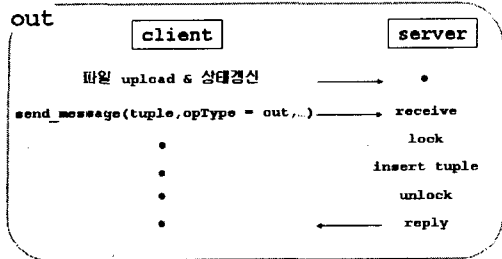 out
client server
파일 upload & 상태갱신
send_message(tuple,opType = out,…) receive
lock
insert tuple
unlock
reply